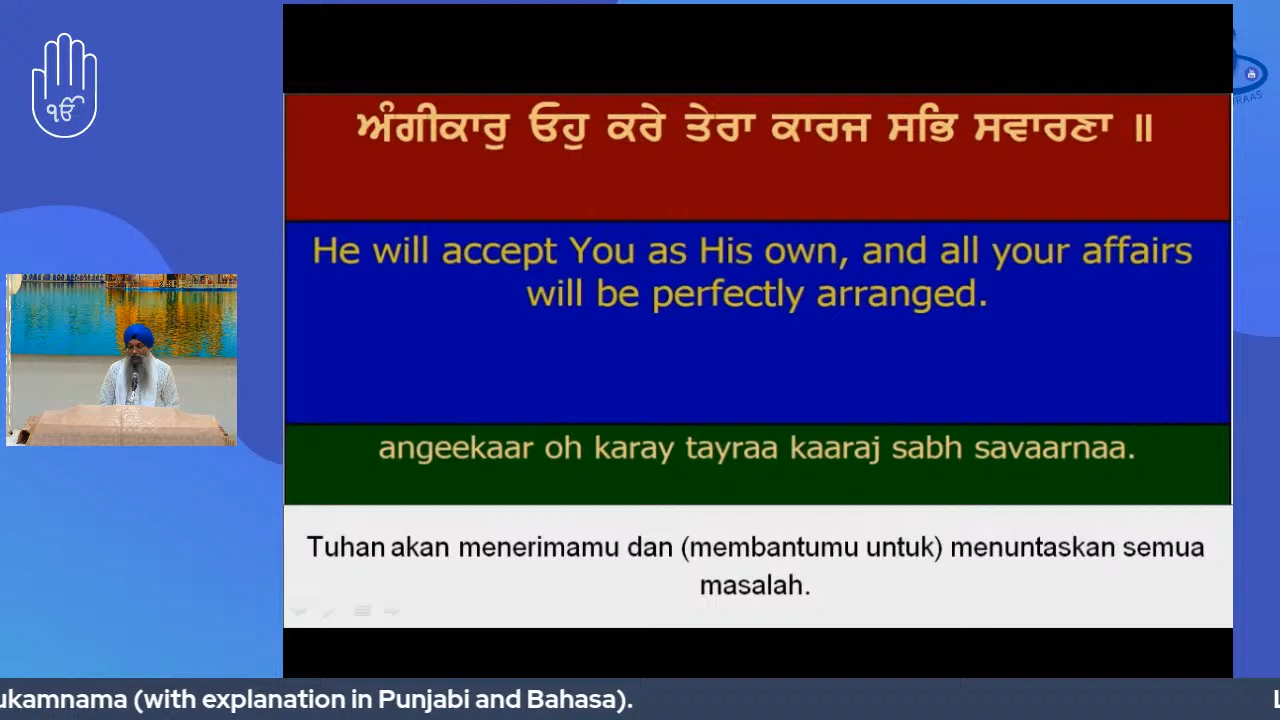 ੴ
ਅੰਗੀਕਾਰੁ ਓਹੁ ਕਰੇ ਤੇਰਾ ਕਾਰਜ ਸਭਿ ਸਵਾਰਣਾ ॥
He will accept You as His own, and all your affairs
will be perfectly arranged.
angeekaar oh karay tayraa kaaraj sabh savaarnaa.
Tuhan akan menerimamu dan (membantumu untuk) menuntaskan semua
masalah.
ukamnama (with explanation in Punjabi and Bahasa).